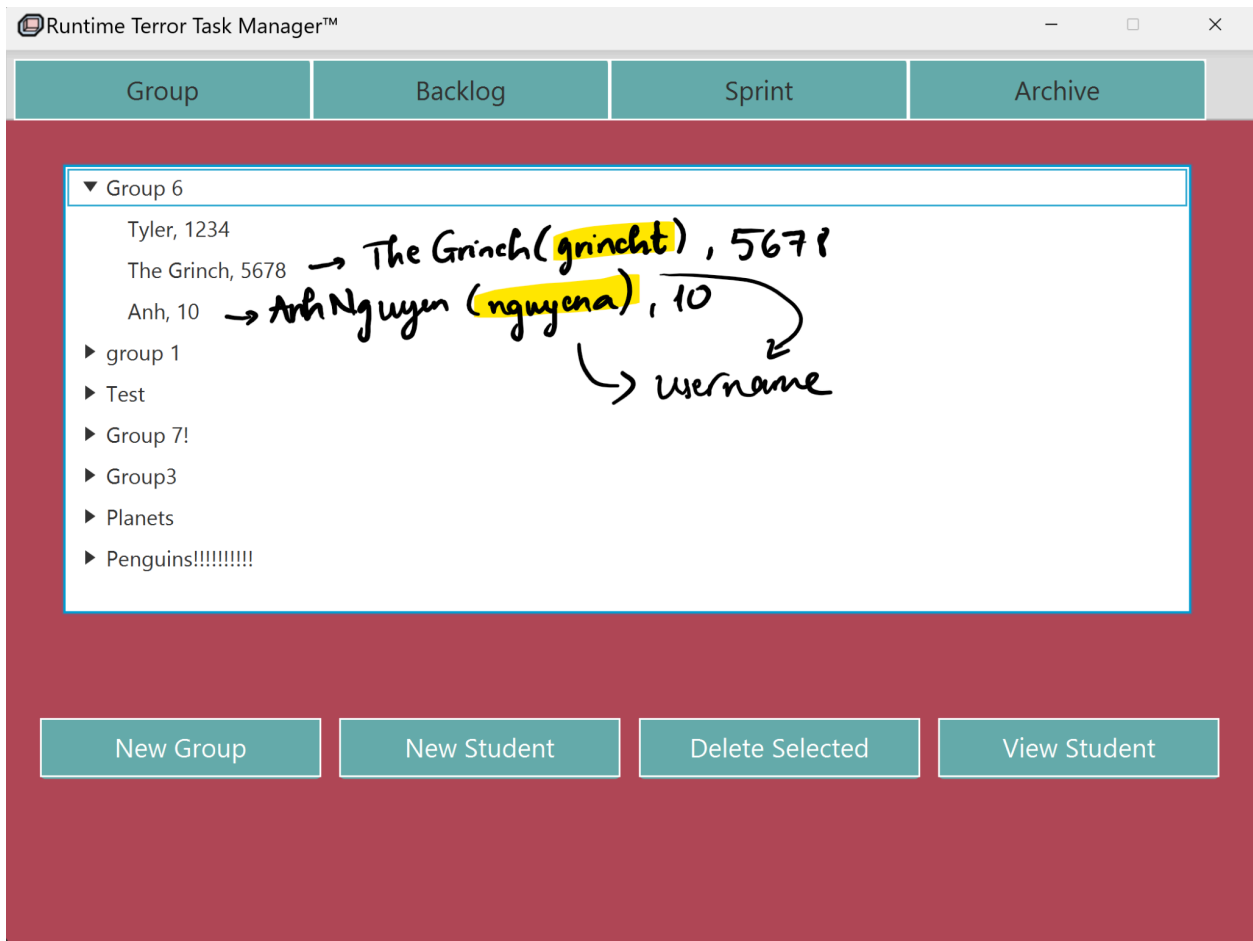 Runtime Terror Task Manager™
Group Backlog Sprint Archive
Group 6
Tyler, 1234
The Grinch, 5678 → The Grinch (grincht), 5678
Anh, 10 → Anh Nguyen (nguyena), 10
username
group 1
Test
Group 7!
Group3
Planets
Penguins!!!!!!!!!!
New Group New Student Delete Selected View Student